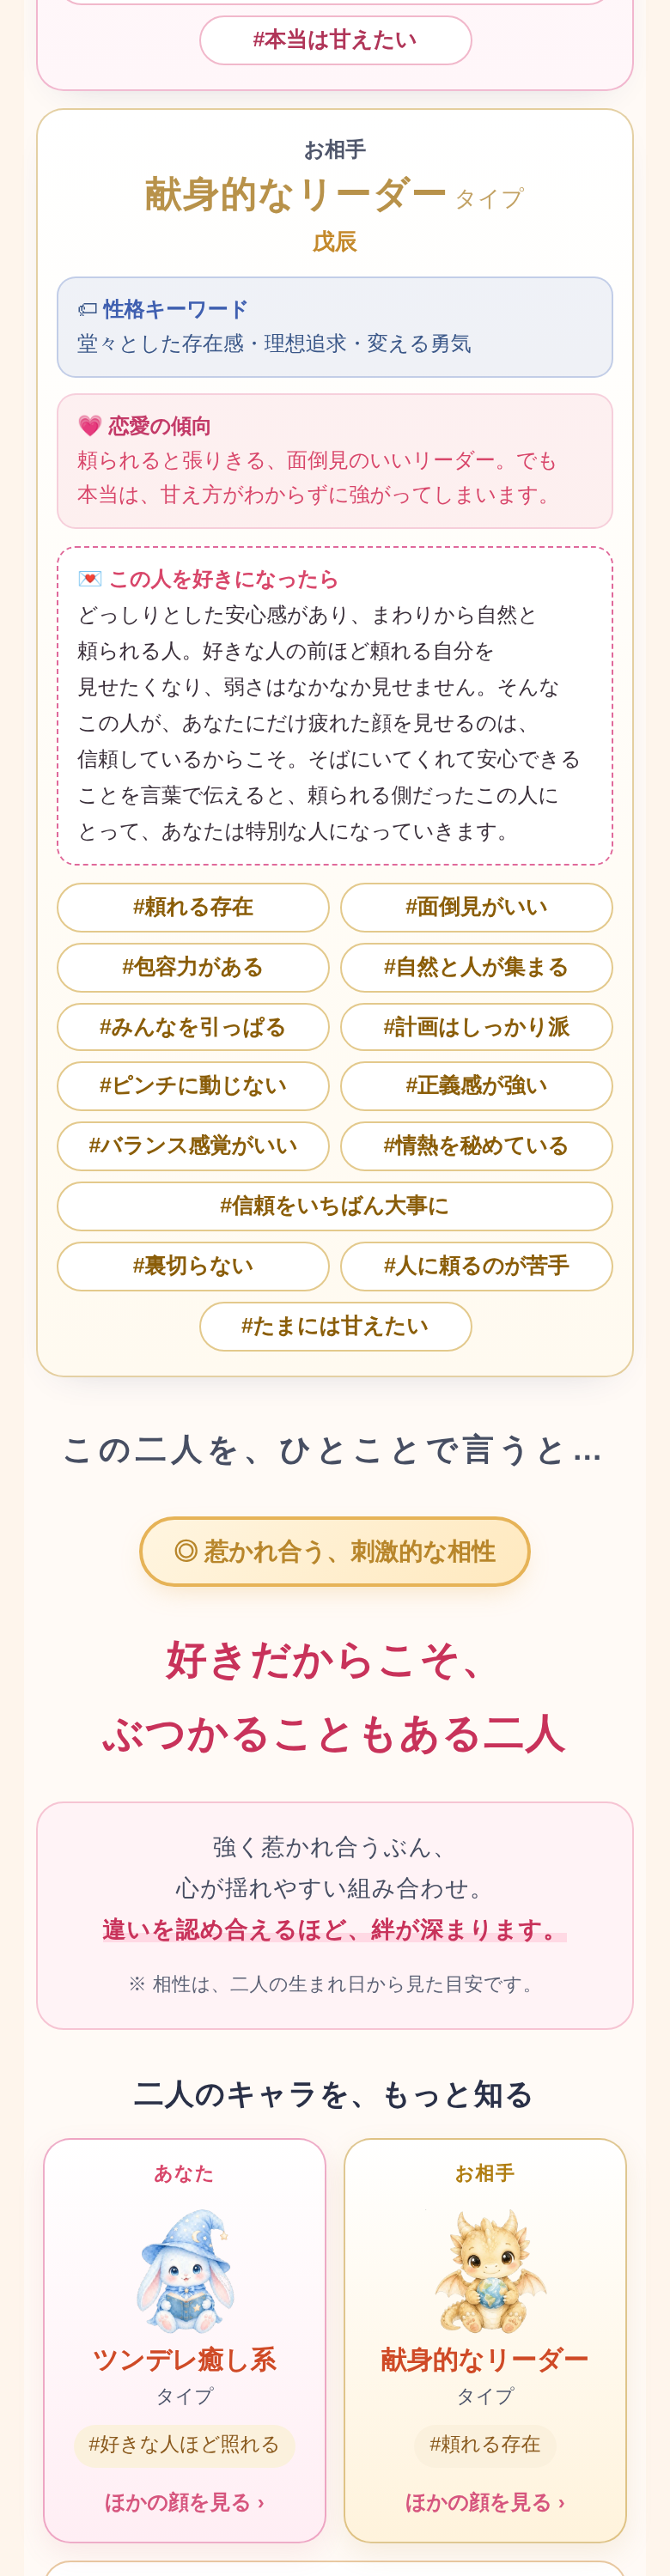 #本当は甘えたい
お相手
献身的なリーダー タイプ
戊辰
🏷 性格キーワード
堂々とした存在感・理想追求・変える勇気
💗 恋愛の傾向
頼られると張りきる、面倒見のいいリーダー。でも
本当は、甘え方がわからずに強がってしまいます。
💌 この人を好きになったら
どっしりとした安心感があり、まわりから自然と
頼られる人。好きな人の前ほど頼れる自分を
見せたくなり、弱さはなかなか見せません。そんな
この人が、あなたにだけ疲れた顔を見せるのは、
信頼しているからこそ。そばにいてくれて安心できる
ことを言葉で伝えると、頼られる側だったこの人に
とって、あなたは特別な人になっていきます。
#頼れる存在 #面倒見がいい
#包容力がある #自然と人が集まる
#みんなを引っぱる #計画はしっかり派
#ピンチに動じない #正義感が強い
#バランス感覚がいい #情熱を秘めている
#信頼をいちばん大事に
#裏切らない #人に頼るのが苦手
#たまには甘えたい
この二人を、ひとことで言うと…
◎ 惹かれ合う、刺激的な相性
好きだからこそ、
ぶつかることもある二人
強く惹かれ合うぶん、
心が揺れやすい組み合わせ。
違いを認め合えるほど、絆が深まります。
※ 相性は、二人の生まれ日から見た目安です。
二人のキャラを、もっと知る
あなた
ツンデレ癒し系
タイプ
#好きな人ほど照れる
ほかの顔を見る ›
お相手
献身的なリーダー
タイプ
#頼れる存在
ほかの顔を見る ›